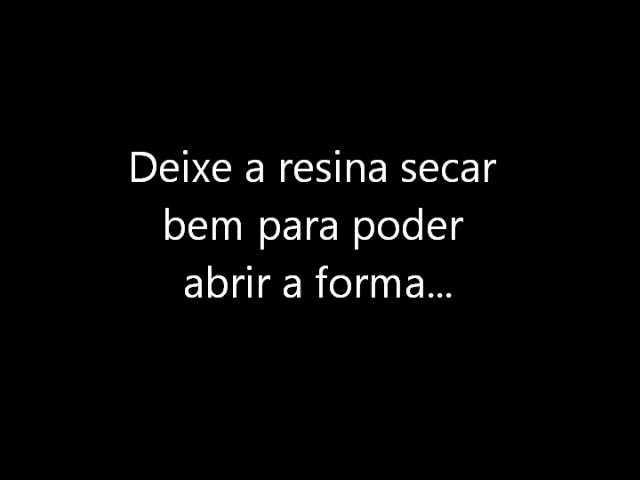 Deixe a resina secar
bem para poder
abrir a forma...